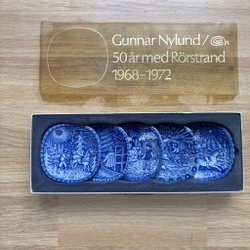 Gunnar Nylund /
50 år med Rörstrand
1968–1972